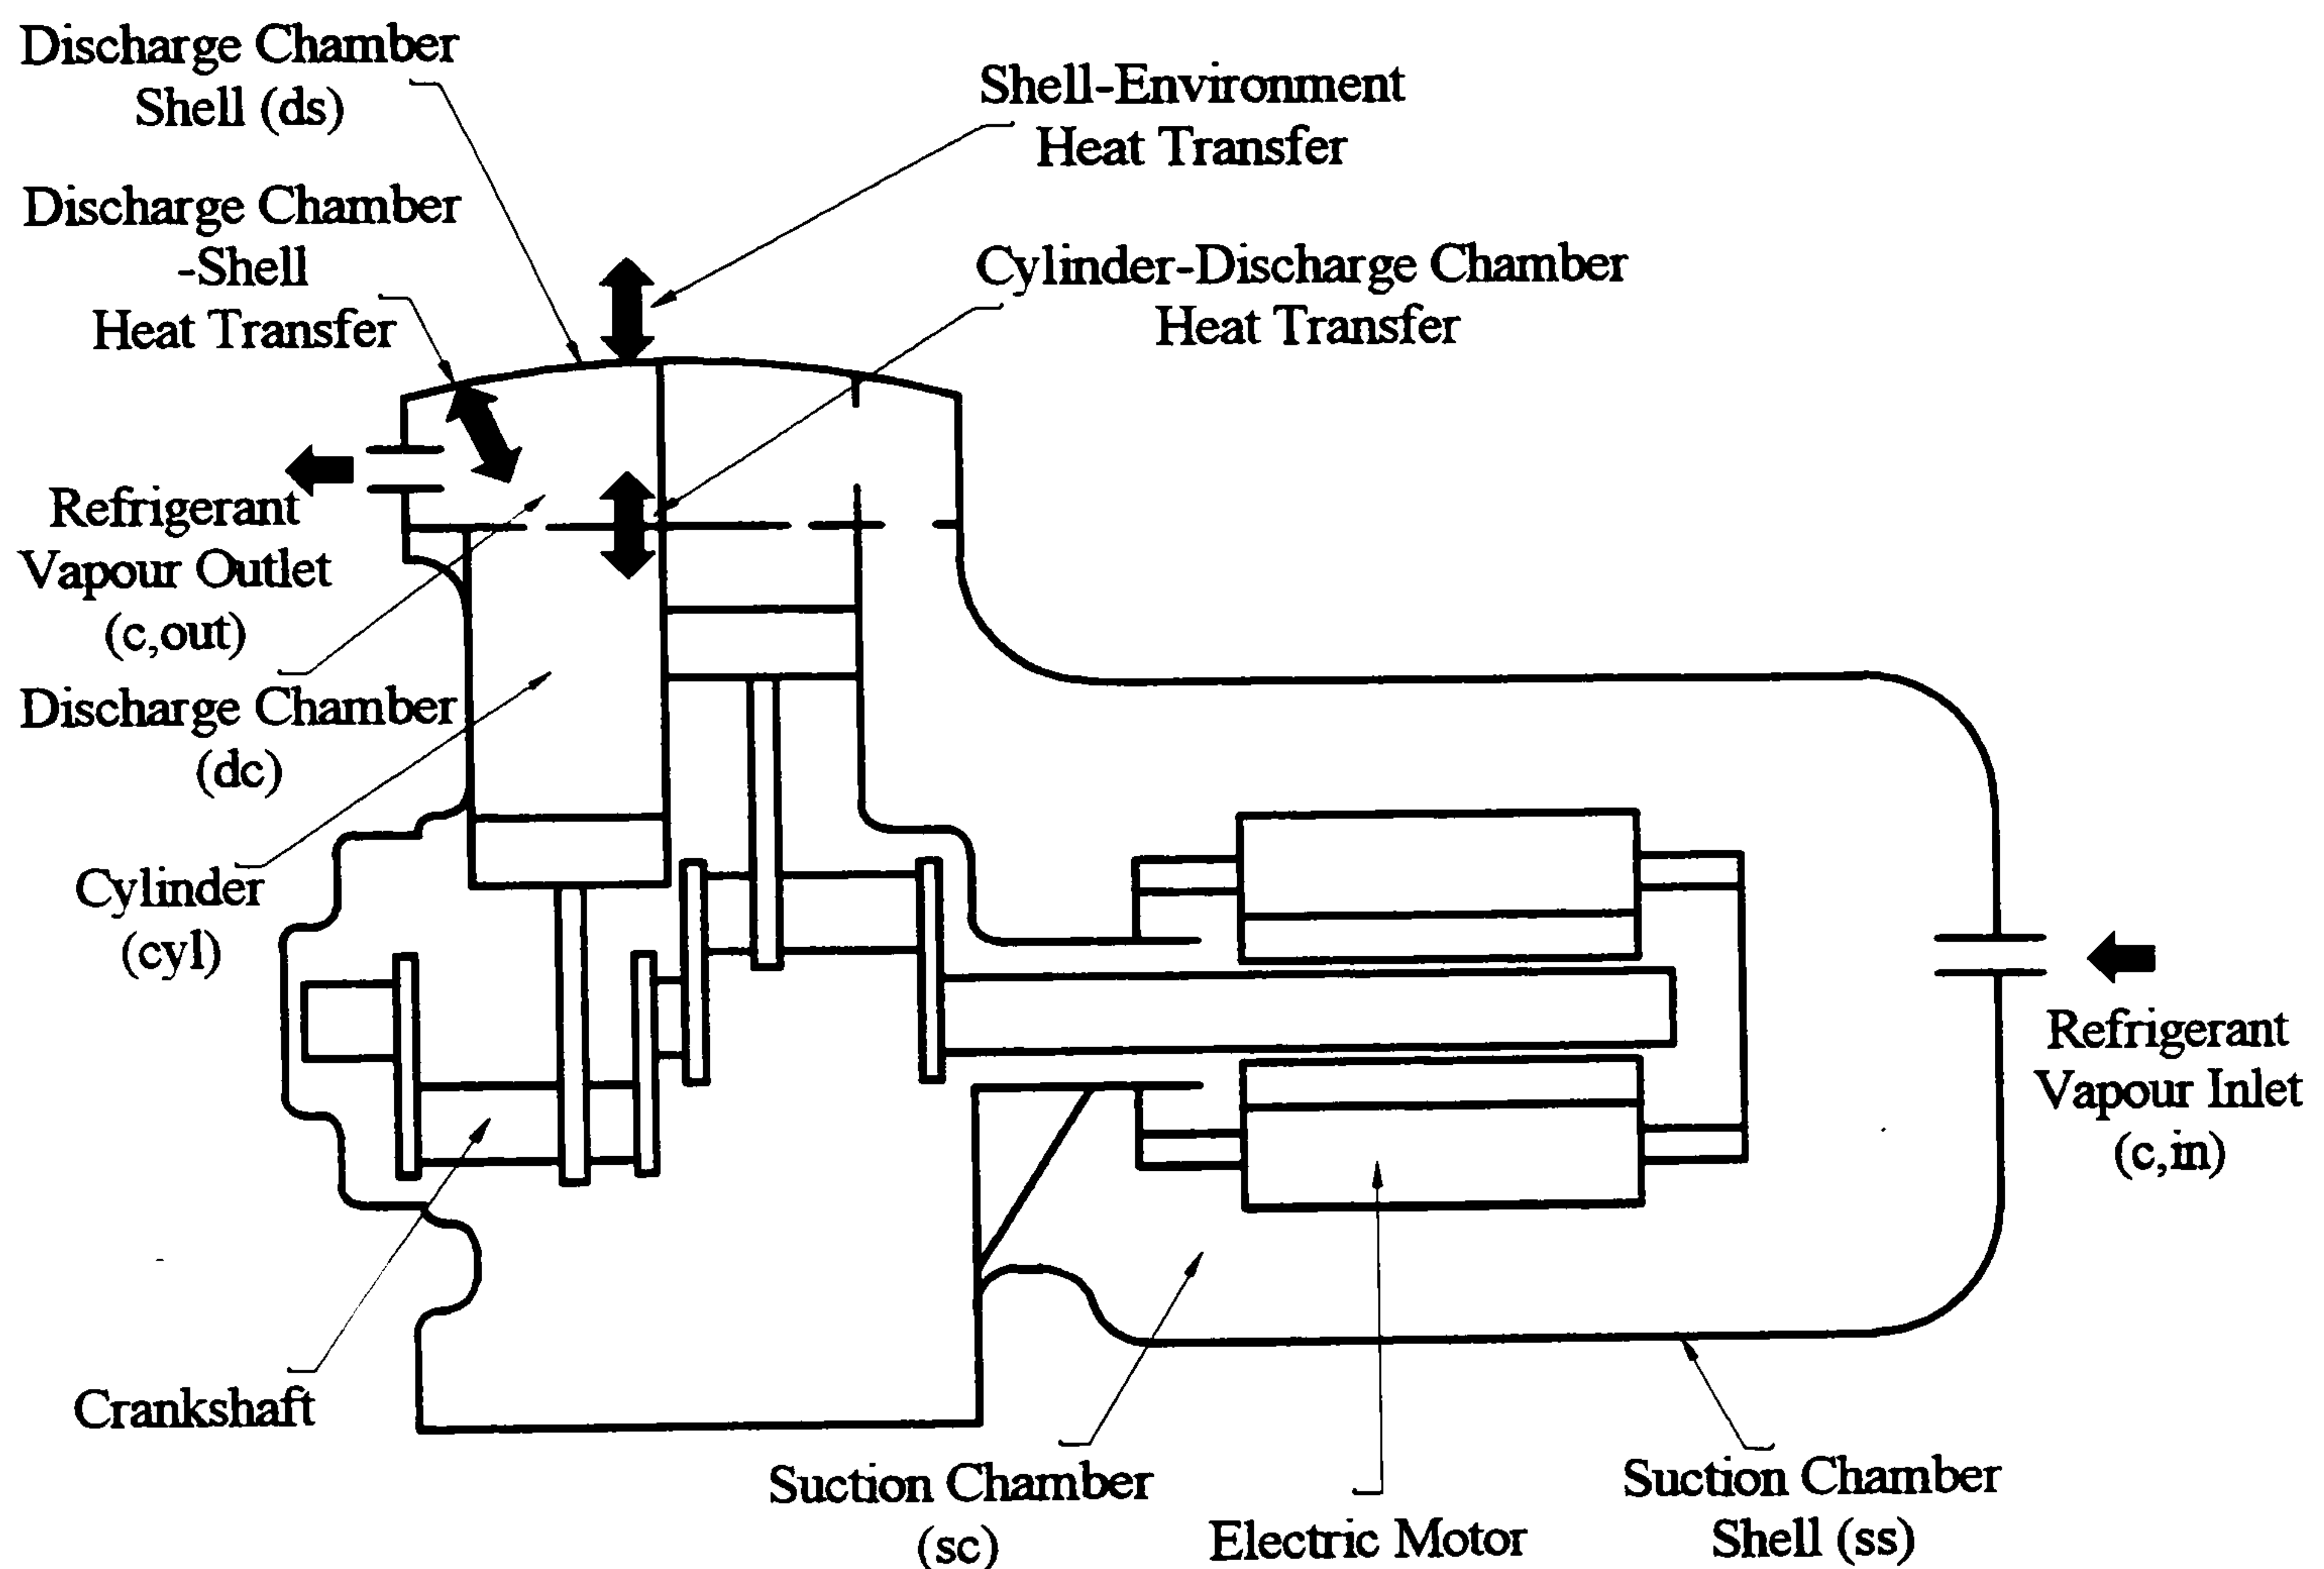 Discharge Chamber
Shell (ds)
Shell-Environment
Heat Transfer
Discharge Chamber
-Shell
Heat Transfer
Cylinder-Discharge Chamber
Heat Transfer
Refrigerant
Vapour Outlet
(c,out)
Discharge Chamber
(dc)
Cylinder
(cyl)
Refrigerant
Vapour Inlet
(c,in)
Crankshaft
Suction Chamber
(sc)
Electric Motor
Suction Chamber
Shell (ss)